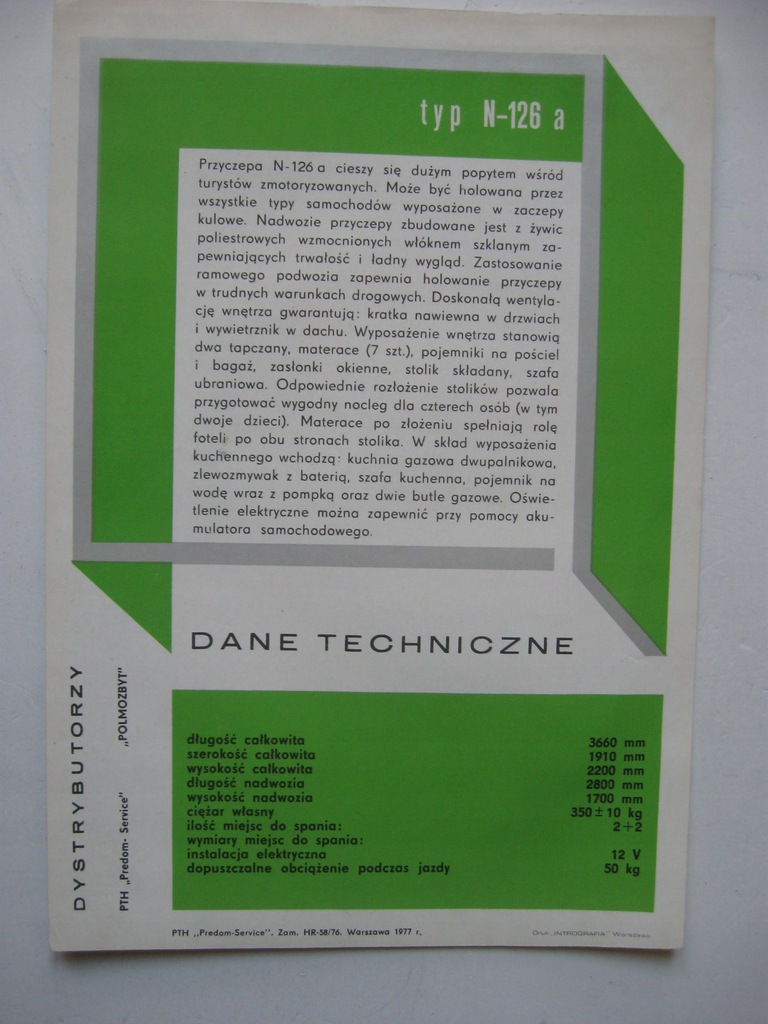 typ N-126 a
Przyczepa N-126 a cieszy się dużym popytem wśród
turystów zmotoryzowanych. Może być holowana przez
wszystkie typy samochodów wyposażone w zaczepy
kulowe. Nadwozie przyczepy zbudowane jest z żywic
poliestrowych wzmocnionych włóknem szklanym za-
pewniających trwałość i ładny wygląd. Zastosowanie
ramowego podwozia zapewnia holowanie przyczepy
w trudnych warunkach drogowych. Doskonałą wentyla-
cję wnętrza gwarantują: kratka nawiewna w drzwiach
i wywietrznik w dachu. Wyposażenie wnętrza stanowią
dwa tapczany, materace (7 szt.), pojemniki na pościel
i bagaż, zasłonki okienne, stolik składany, szafa
ubraniowa. Odpowiednie rozłożenie stolików pozwala
przygotować wygodny nocleg dla czterech osób (w tym
dwoje dzieci). Materace po złożeniu spełniają rolę
foteli po obu stronach stolika. W skład wyposażenia
kuchennego wchodzą: kuchnia gazowa dwupalnikowa,
zlewozmywak z baterią, szafa kuchenna, pojemnik na
wodę wraz z pompką oraz dwie butle gazowe. Oświe-
tlenie elektryczne można zapewnić przy pomocy aku-
mulatora samochodowego.
DANE TECHNICZNE
długość całkowita 3660 mm
szerokość całkowita 1910 mm
wysokość całkowita 2200 mm
długość nadwozia 2800 mm
wysokość nadwozia 1700 mm
ciężar własny 350 ± 10 kg
ilość miejsc do spania: 2+2
wymiary miejsc do spania:
instalacja elektryczna 12 V
dopuszczalne obciążenie podczas jazdy 50 kg
DYSTRYBUTORZY
PTH „Predom- Service" „POLMOZBYT"
PTH „Predom-Service". Zam. HR-58/76. Warszawa 1977 r.
Druk „INTROGRAFIA" Warszawa